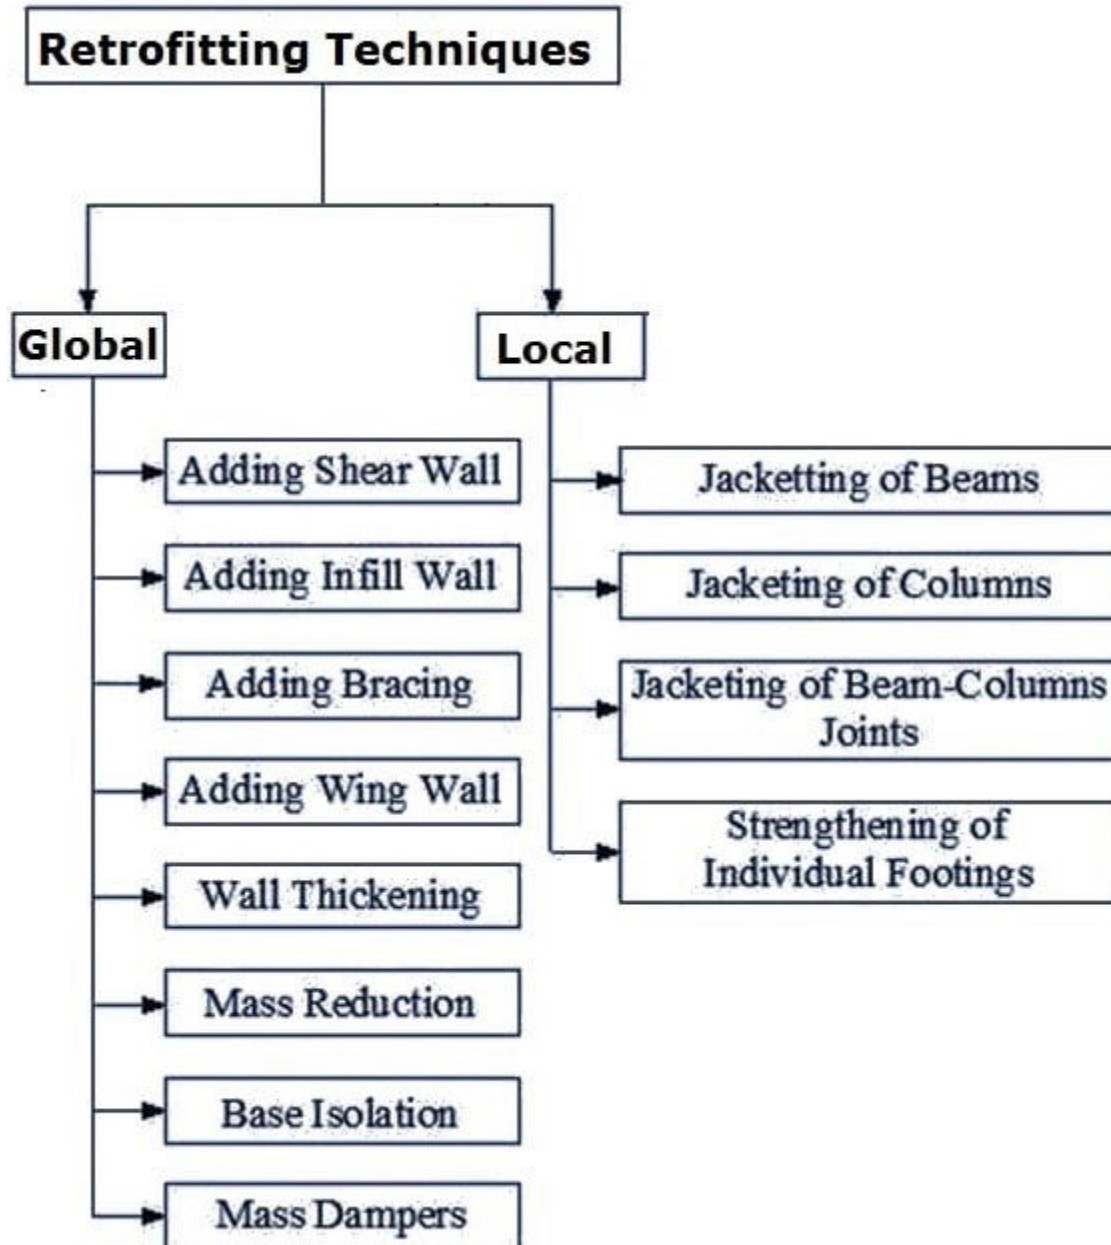 Retrofitting Techniques
Global
Local
Adding Shear Wall
Adding Infill Wall
Adding Bracing
Adding Wing Wall
Wall Thickening
Mass Reduction
Base Isolation
Mass Dampers
Jacketting of Beams
Jacketing of Columns
Jacketing of Beam-Columns
Joints
Strengthening of
Individual Footings